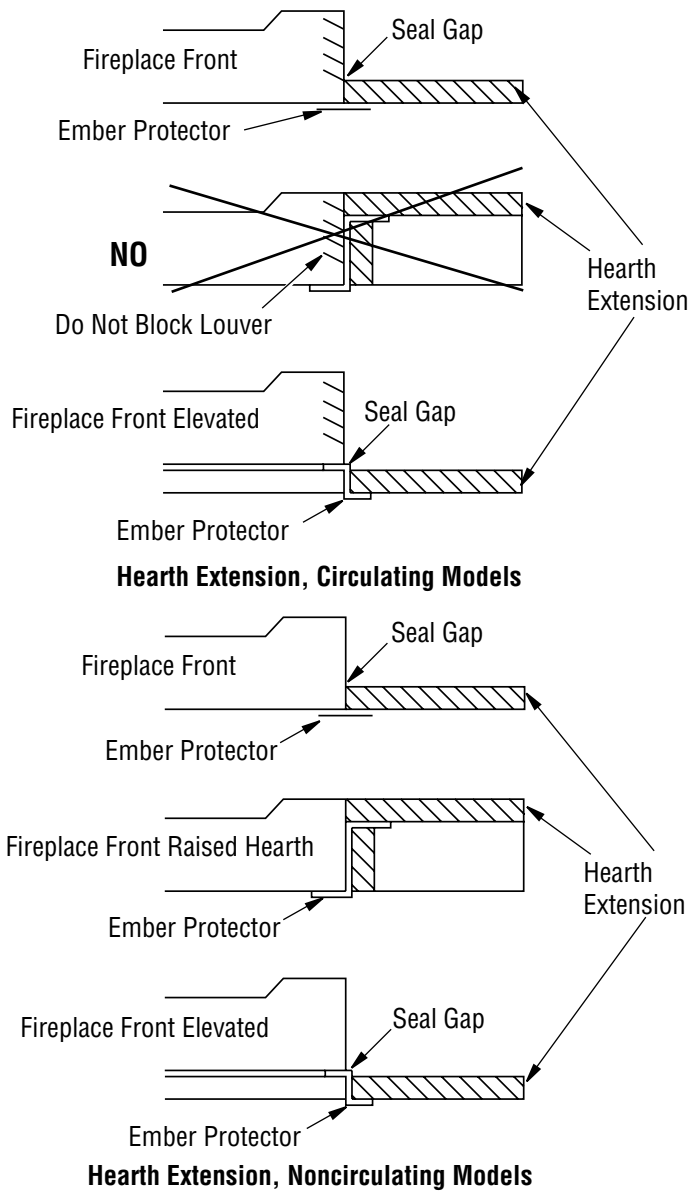 Seal Gap
Fireplace Front
Ember Protector
NO
Hearth
Extension
Do Not Block Louver
Fireplace Front Elevated
Seal Gap
Ember Protector
Hearth Extension, Circulating Models
Seal Gap
Fireplace Front
Ember Protector
Fireplace Front Raised Hearth
Hearth
Extension
Ember Protector
Fireplace Front Elevated
Seal Gap
Ember Protector
Hearth Extension, Noncirculating Models